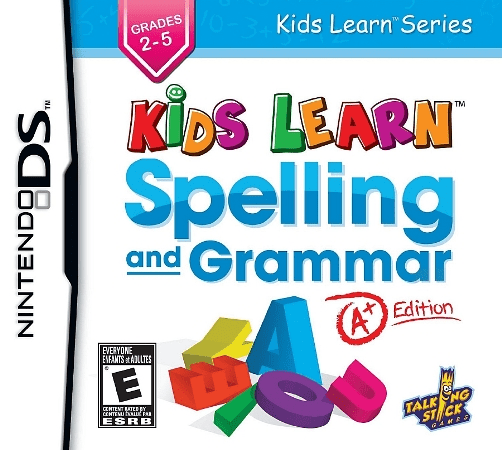 GRADES
2-5
Kids Learn™ Series
NINTENDO DS™
KIDS LEARN™
Spelling
and Grammar
A+ Edition
A
E E I O U
EVERYONE
ENFANTS et ADULTES
E
CONTENT RATED BY
CONTENU ÉVALUÉ PAR
ESRB
TALKING
STICK
GAMES